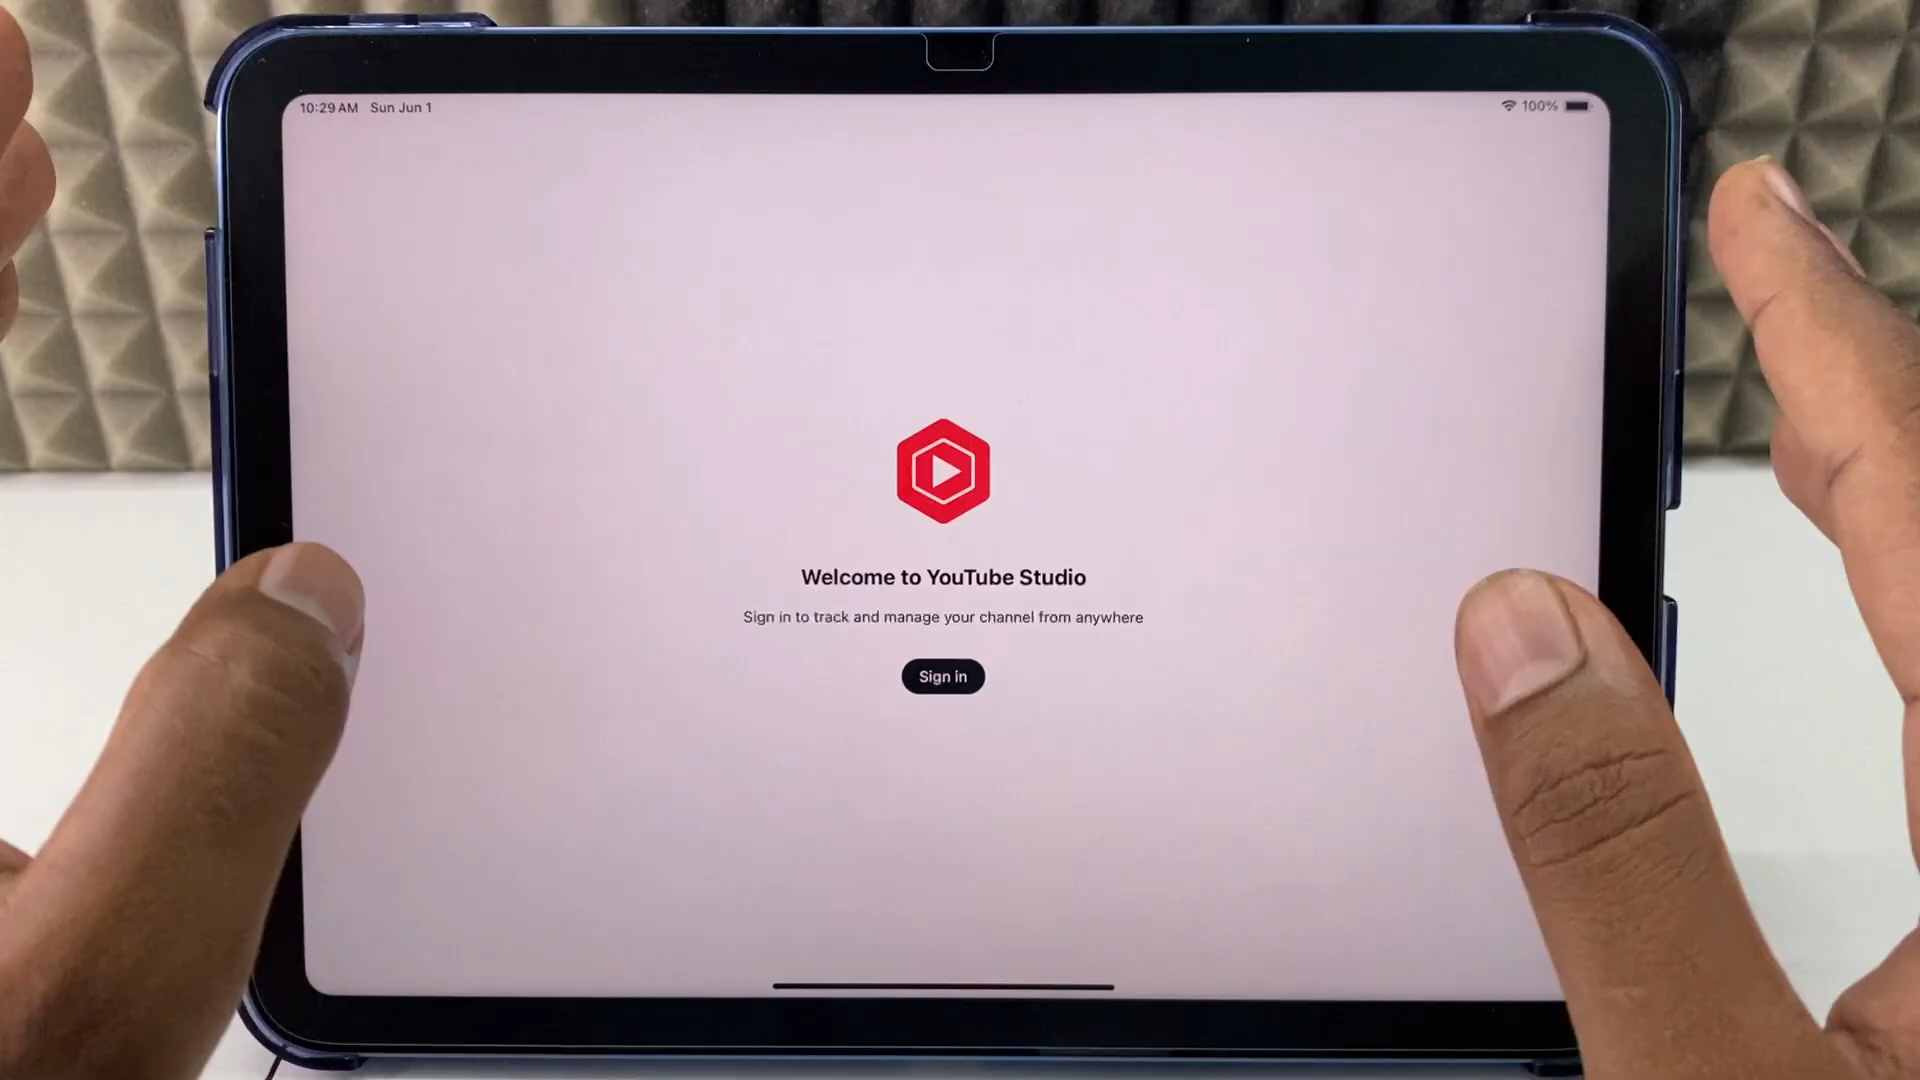 10:29 AM Sun Jun 1
100%
Welcome to YouTube Studio
Sign in to track and manage your channel from anywhere
Sign in